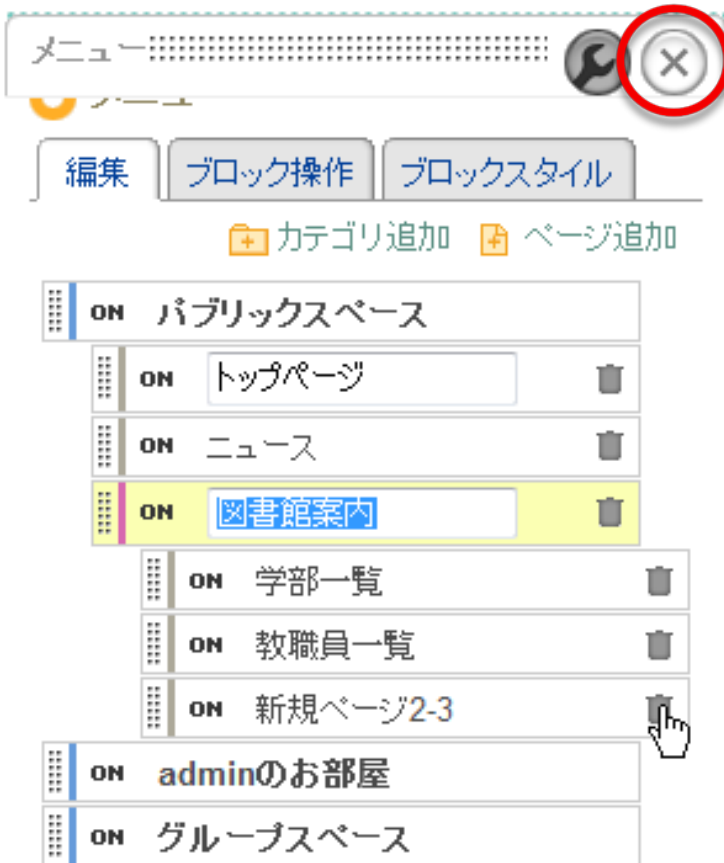 メニュー
メニュー
編集 ブロック操作 ブロックスタイル
カテゴリ追加 ページ追加
ON パブリックスペース
ON トップページ
ON ニュース
ON 図書館案内
ON 学部一覧
ON 教職員一覧
ON 新規ページ2-3
ON adminのお部屋
ON グループスペース